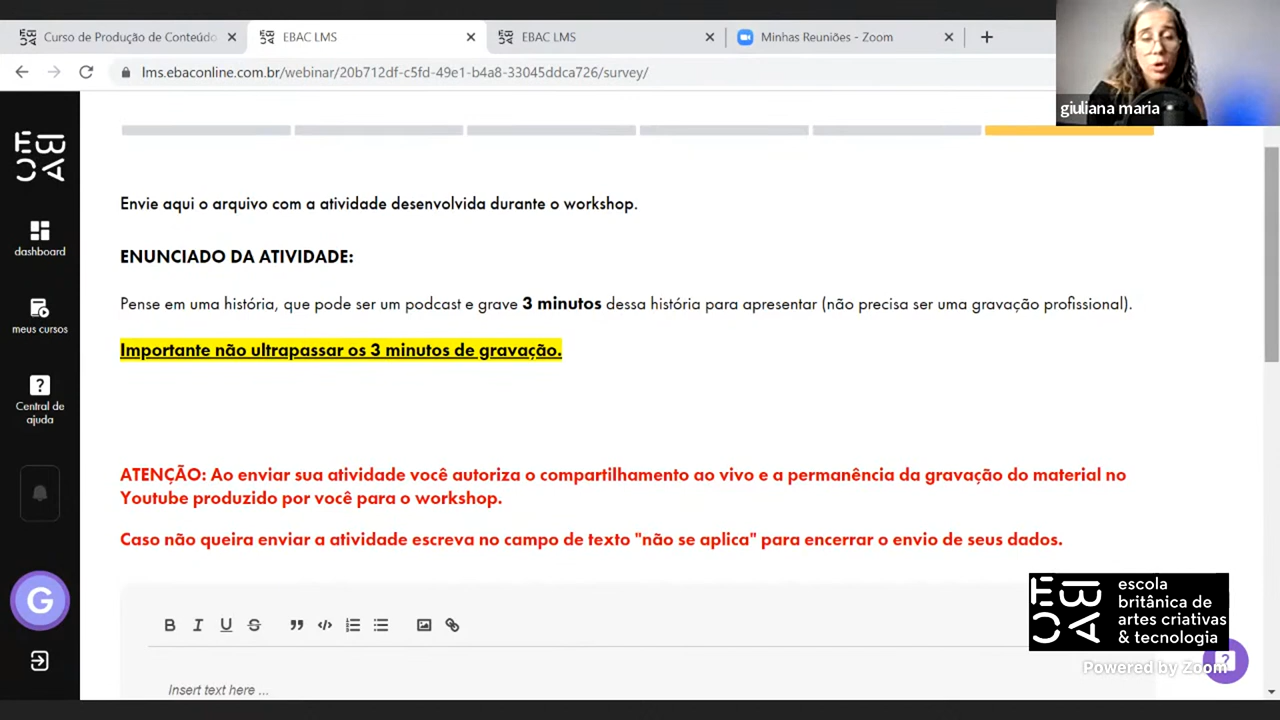 Curso de Produção de Conteúdo
EBAC LMS
EBAC LMS
Minhas Reuniões - Zoom
lms.ebaconline.com.br/webinar/20b712df-c5fd-49e1-b4a8-33045ddca726/survey/
giuliana maria
EBAC
dashboard
meus cursos
Central de
ajuda
G
Envie aqui o arquivo com a atividade desenvolvida durante o workshop.
ENUNCIADO DA ATIVIDADE:
Pense em uma história, que pode ser um podcast e grave 3 minutos dessa história para apresentar (não precisa ser uma gravação profissional).
Importante não ultrapassar os 3 minutos de gravação.
ATENÇÃO: Ao enviar sua atividade você autoriza o compartilhamento ao vivo e a permanência da gravação do material no
Youtube produzido por você para o workshop.
Caso não queira enviar a atividade escreva no campo de texto "não se aplica" para encerrar o envio de seus dados.
B I U S
Insert text here ...
EBAC
escola
britânica de
artes criativas
& tecnologia
Powered by Zoom